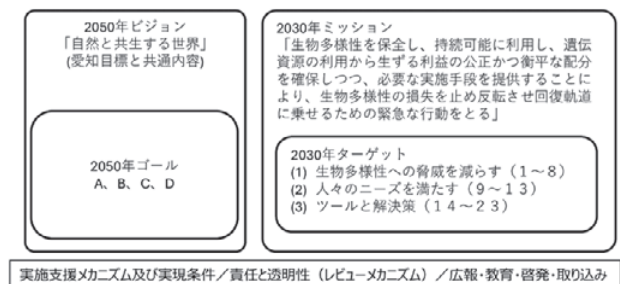 2050年ビジョン
「自然と共生する世界」
(愛知目標と共通内容)
2050年ゴール
A、B、C、D
2030年ミッション
「生物多様性を保全し、持続可能に利用し、遺伝
資源の利用から生ずる利益の公正かつ衡平な配分
を確保しつつ、必要な実施手段を提供することに
より、生物多様性の損失を止め反転させ回復軌道
に乗せるための緊急な行動をとる」
2030年ターゲット
(1) 生物多様性への脅威を減らす（1～8）
(2) 人々のニーズを満たす（9～13）
(3) ツールと解決策（14～23）
実施支援メカニズム及び実現条件／責任と透明性（レビューメカニズム）／広報・教育・啓発・取り込み